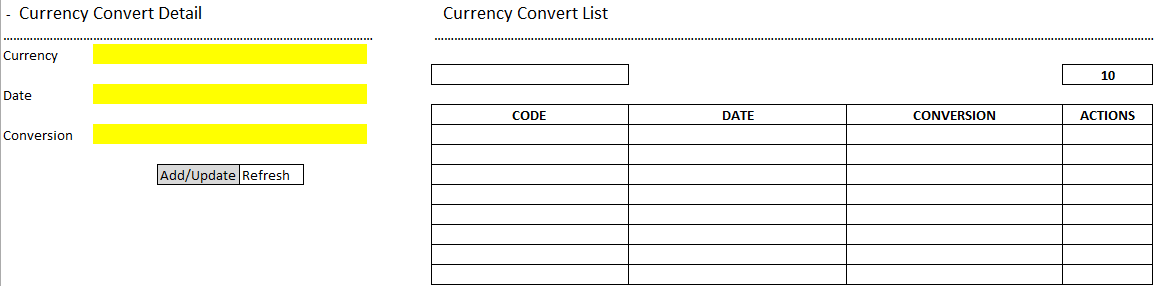 - Currency Convert Detail
Currency
Date
Conversion
Add/Update Refresh
Currency Convert List
10
CODE DATE CONVERSION ACTIONS